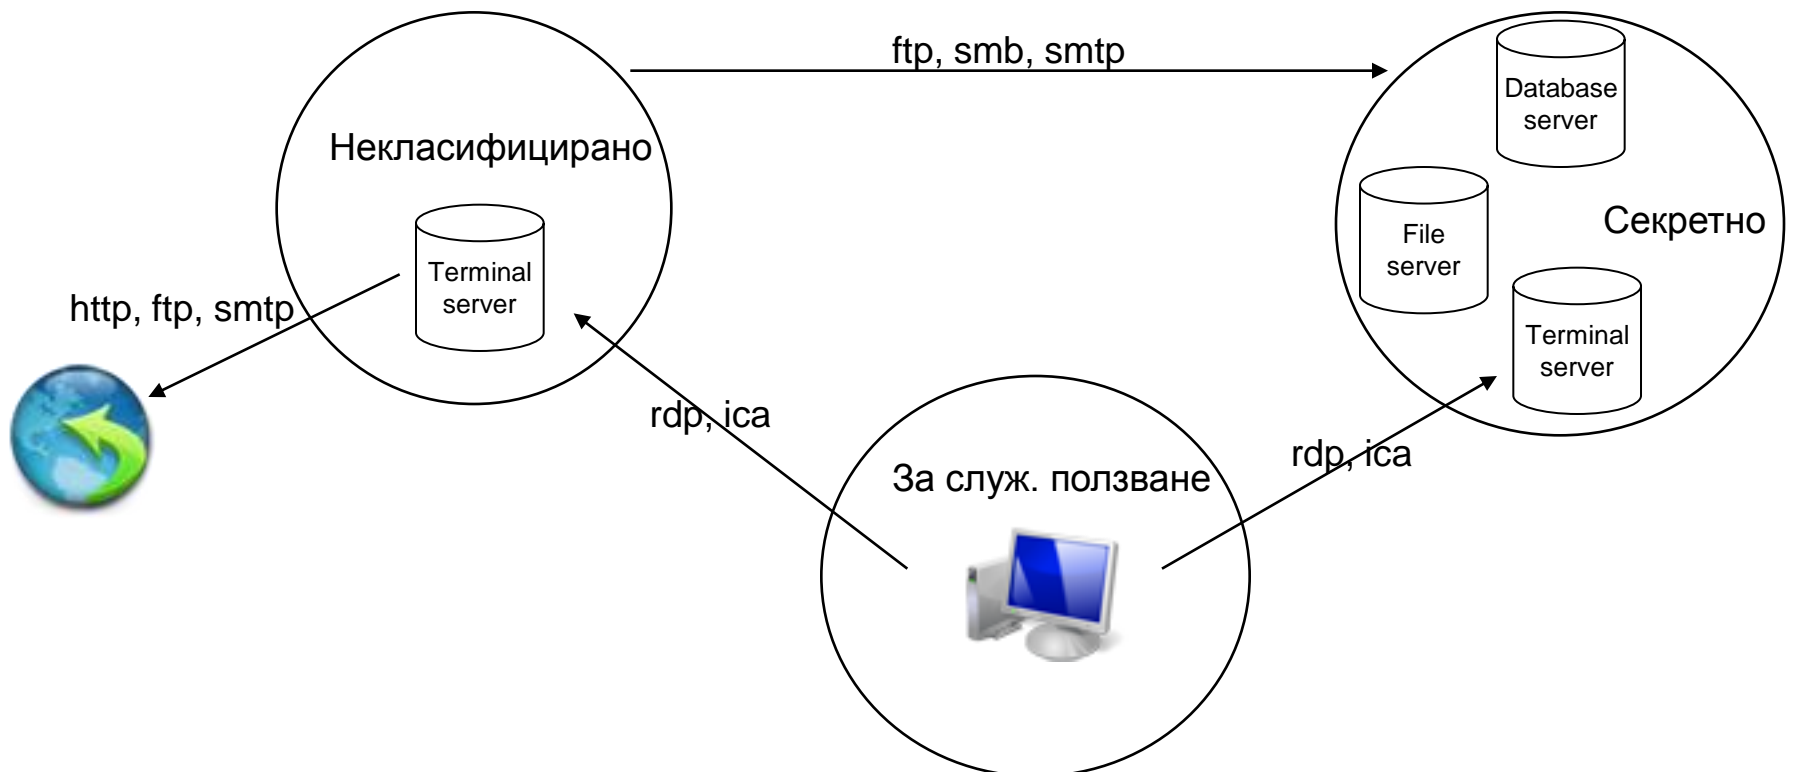 ftp, smb, smtp
Database
server
Некласифицирано
File
server
Секретно
Terminal
server
http, ftp, smtp
Terminal
server
rdp, ica
rdp, ica
За служ. ползване